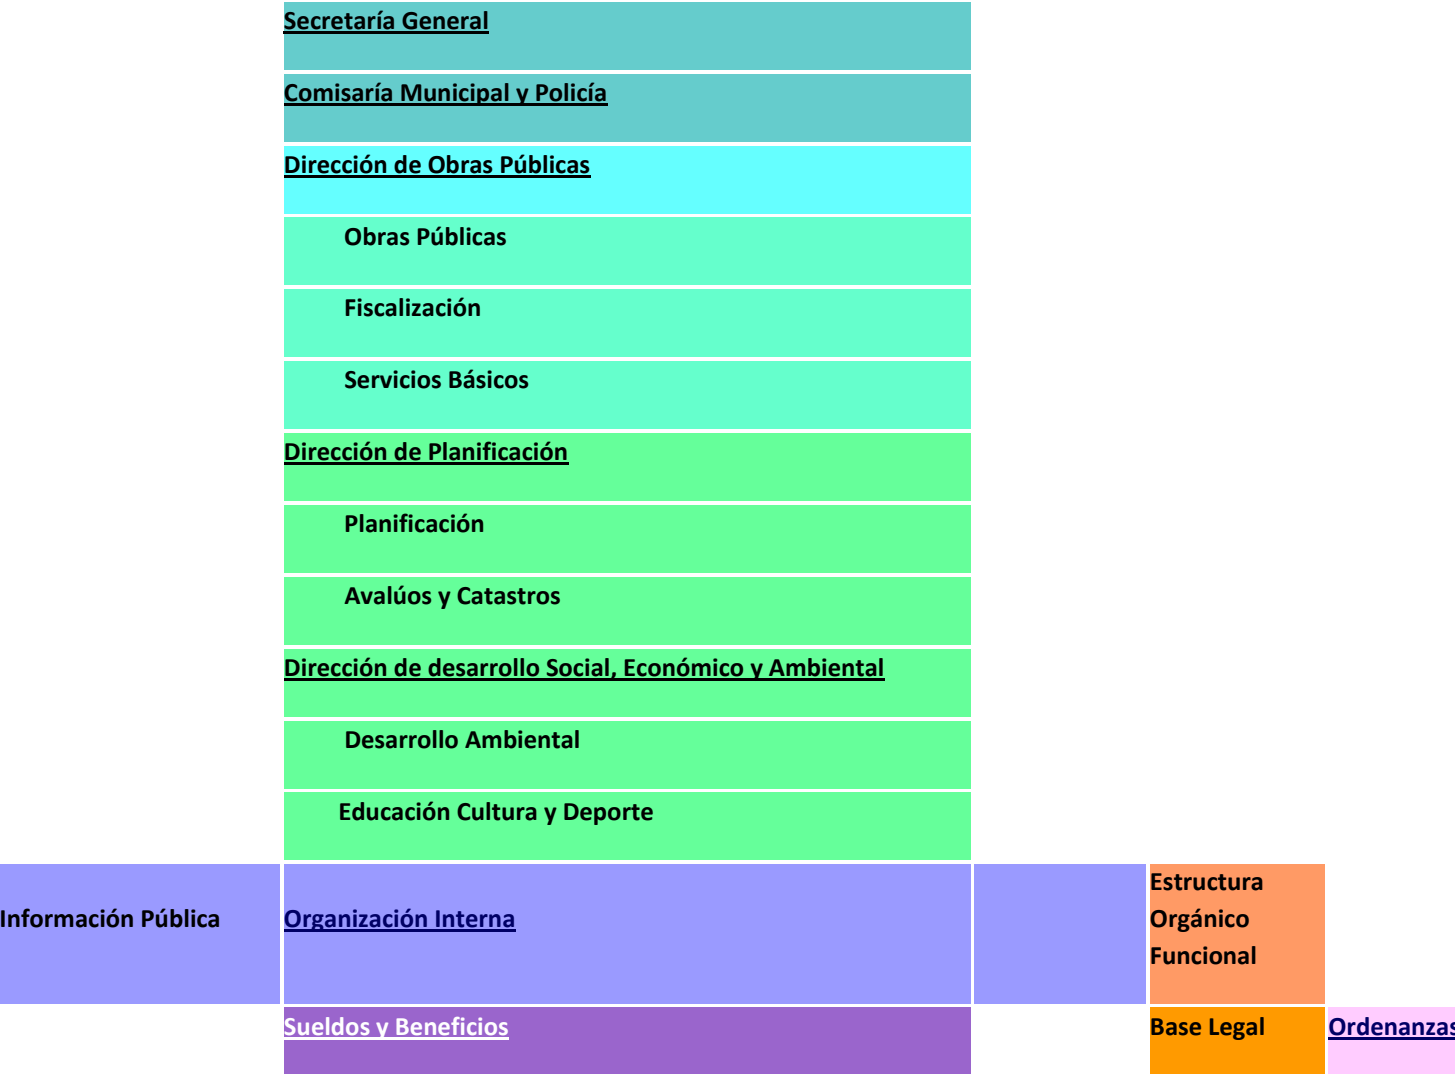 Secretaría General
Comisaría Municipal y Policía
Dirección de Obras Públicas
Obras Públicas
Fiscalización
Servicios Básicos
Dirección de Planificación
Planificación
Avalúos y Catastros
Dirección de desarrollo Social, Económico y Ambiental
Desarrollo Ambiental
Educación Cultura y Deporte
Información Pública
Organización Interna
Estructura
Orgánico
Funcional
Sueldos y Beneficios
Base Legal
Ordenanzas